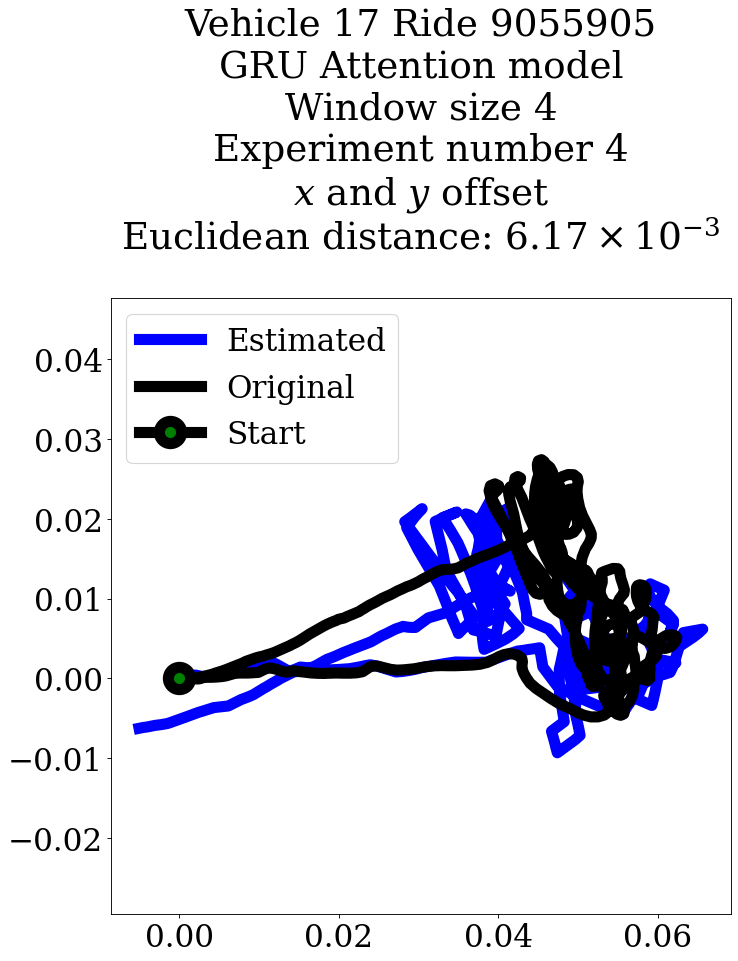 Vehicle 17 Ride 9055905
GRU Attention model
Window size 4
Experiment number 4
x and y offset
Euclidean distance: 6.17 × 10⁻³
Estimated
Original
Start
0.04
0.03
0.02
0.01
0.00
−0.01
−0.02
0.00 0.02 0.04 0.06